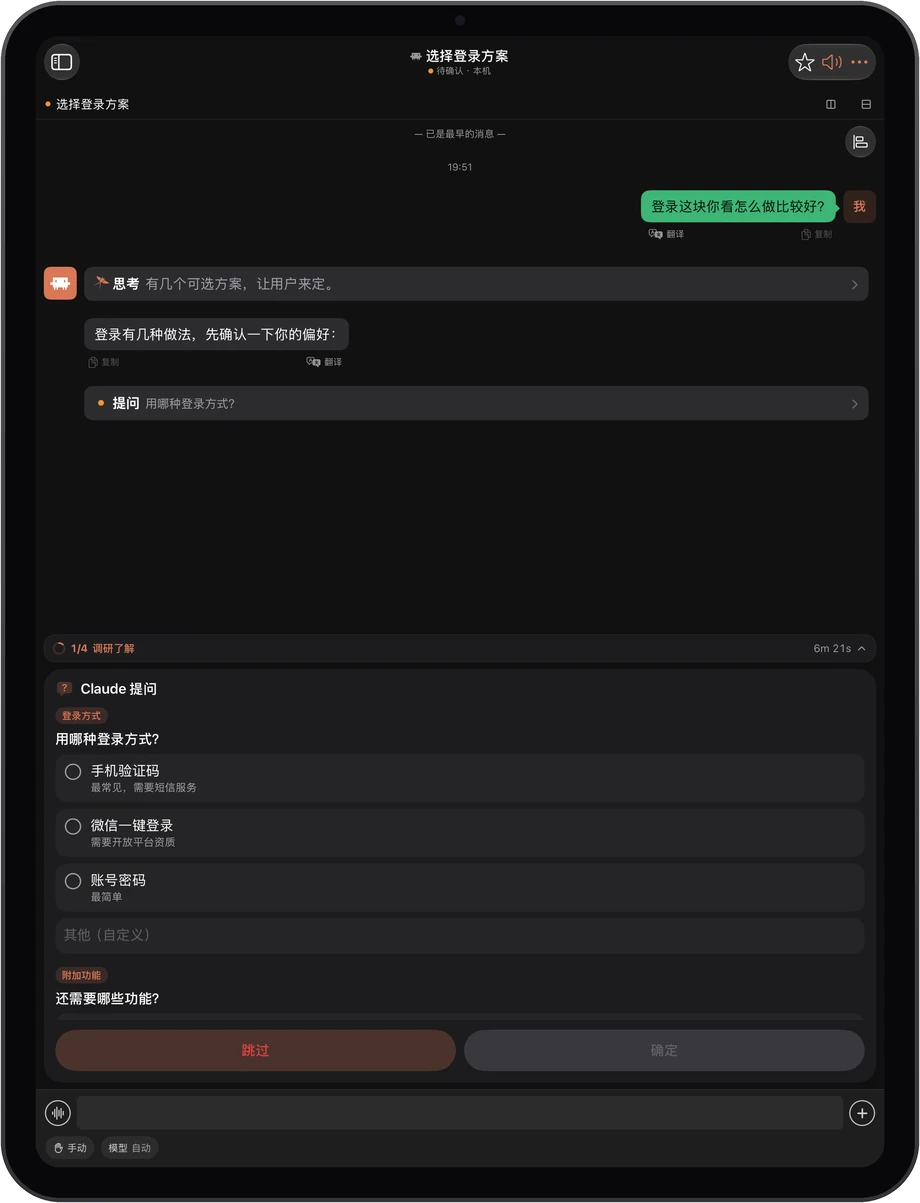 选择登录方案
待确认 · 本机
选择登录方案
— 已是最早的消息 —
19:51
登录这块你看怎么做比较好?
我
翻译
复制
思考 有几个可选方案，让用户来定。
登录有几种做法，先确认一下你的偏好：
复制
翻译
提问 用哪种登录方式?
1/4 调研了解
6m 21s
? Claude 提问
登录方式
用哪种登录方式?
手机验证码
最常见，需要短信服务
微信一键登录
需要开放平台资质
账号密码
最简单
其他（自定义）
附加功能
还需要哪些功能?
跳过
确定
手动
模型 自动